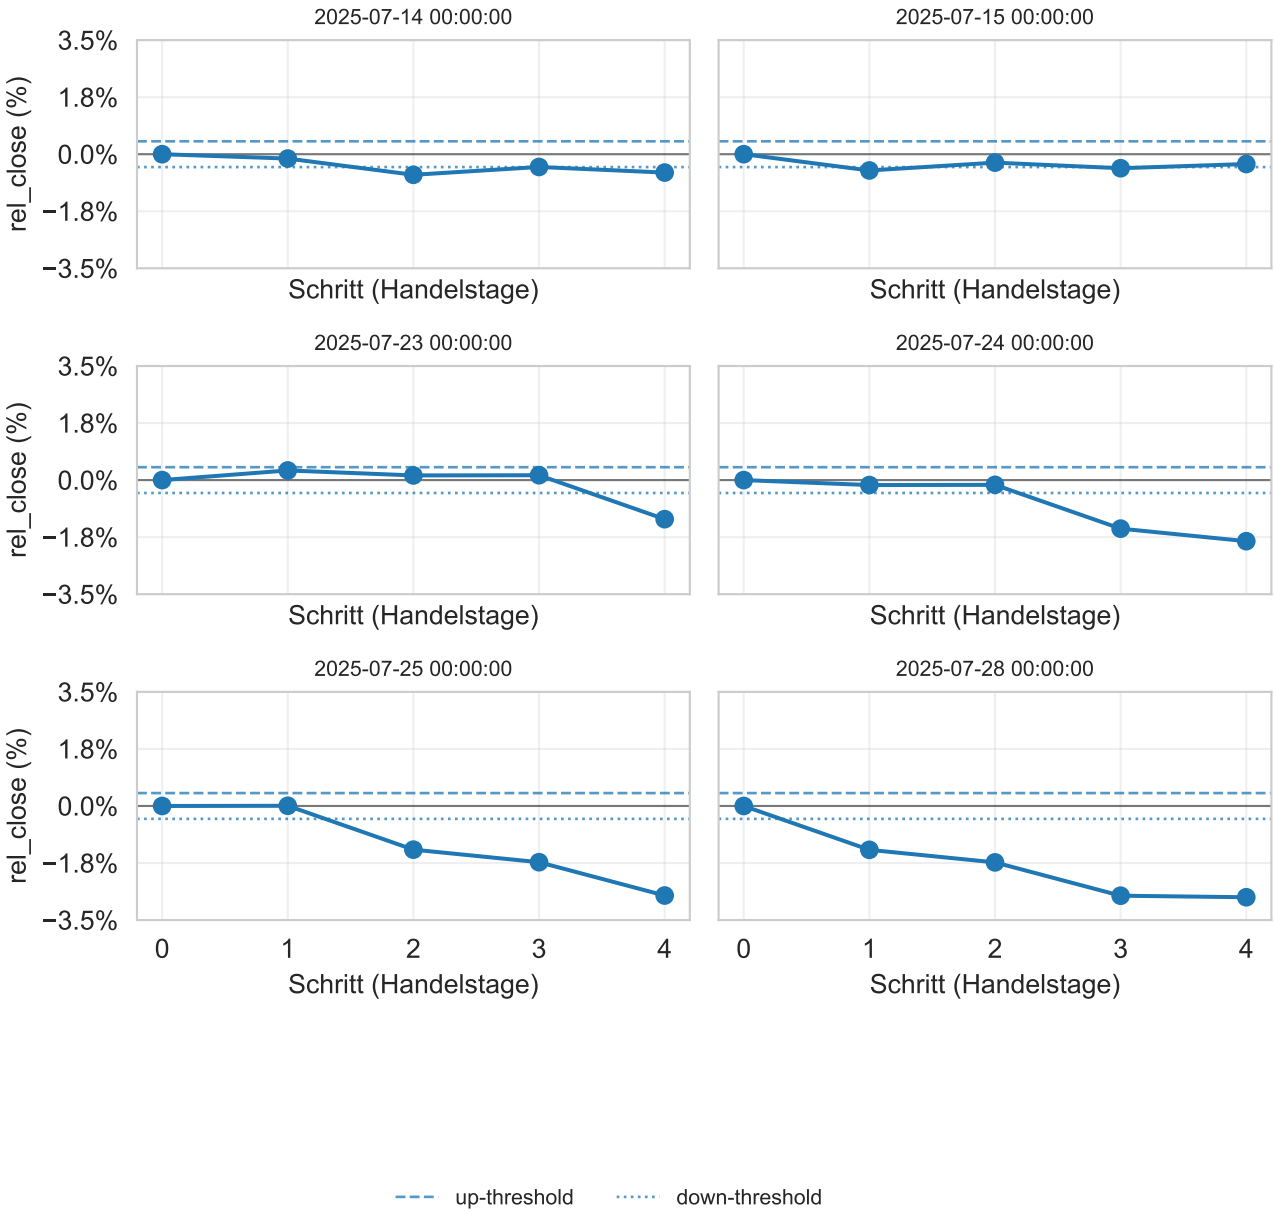 2025-07-14 00:00:00 2025-07-15 00:00:00
3.5%
1.8%
0.0%
−1.8%
−3.5%
rel_close (%)
Schritt (Handelstage) Schritt (Handelstage)
2025-07-23 00:00:00 2025-07-24 00:00:00
3.5%
1.8%
0.0%
−1.8%
−3.5%
rel_close (%)
Schritt (Handelstage) Schritt (Handelstage)
2025-07-25 00:00:00 2025-07-28 00:00:00
3.5%
1.8%
0.0%
−1.8%
−3.5%
rel_close (%)
0 1 2 3 4 0 1 2 3 4
Schritt (Handelstage) Schritt (Handelstage)
up-threshold down-threshold